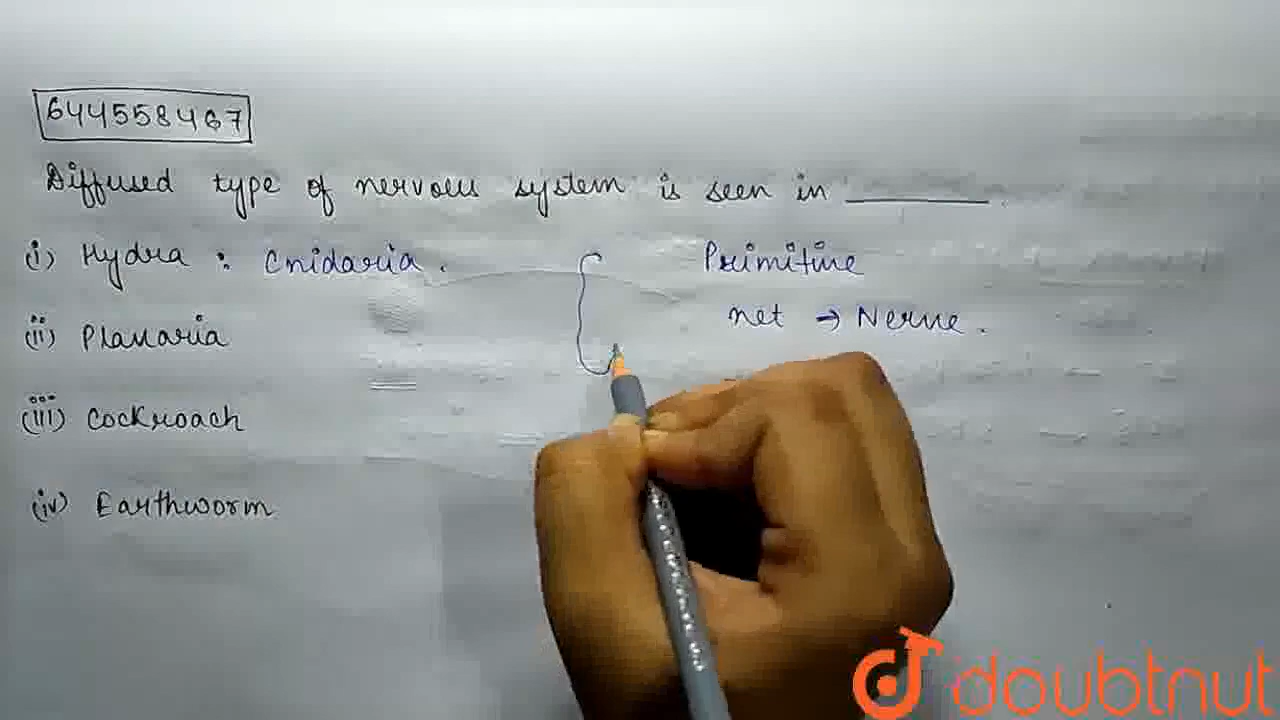 644558467
Diffused type of nervous system is seen in ______.
(i) Hydra : Cnidaria.
Primitive
net → Nerve.
(ii) Planaria
(iii) Cockroach
(iv) Earthworm
doubtnut